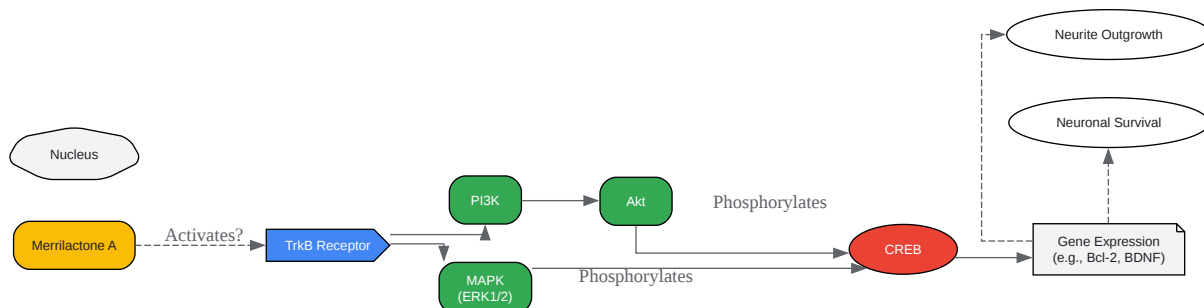 Neurite Outgrowth
Neuronal Survival
Nucleus
PI3K
Akt
Phosphorylates
Merrilactone A
Activates?
TrkB Receptor
CREB
Gene Expression
(e.g., Bcl-2, BDNF)
MAPK
(ERK1/2)
Phosphorylates